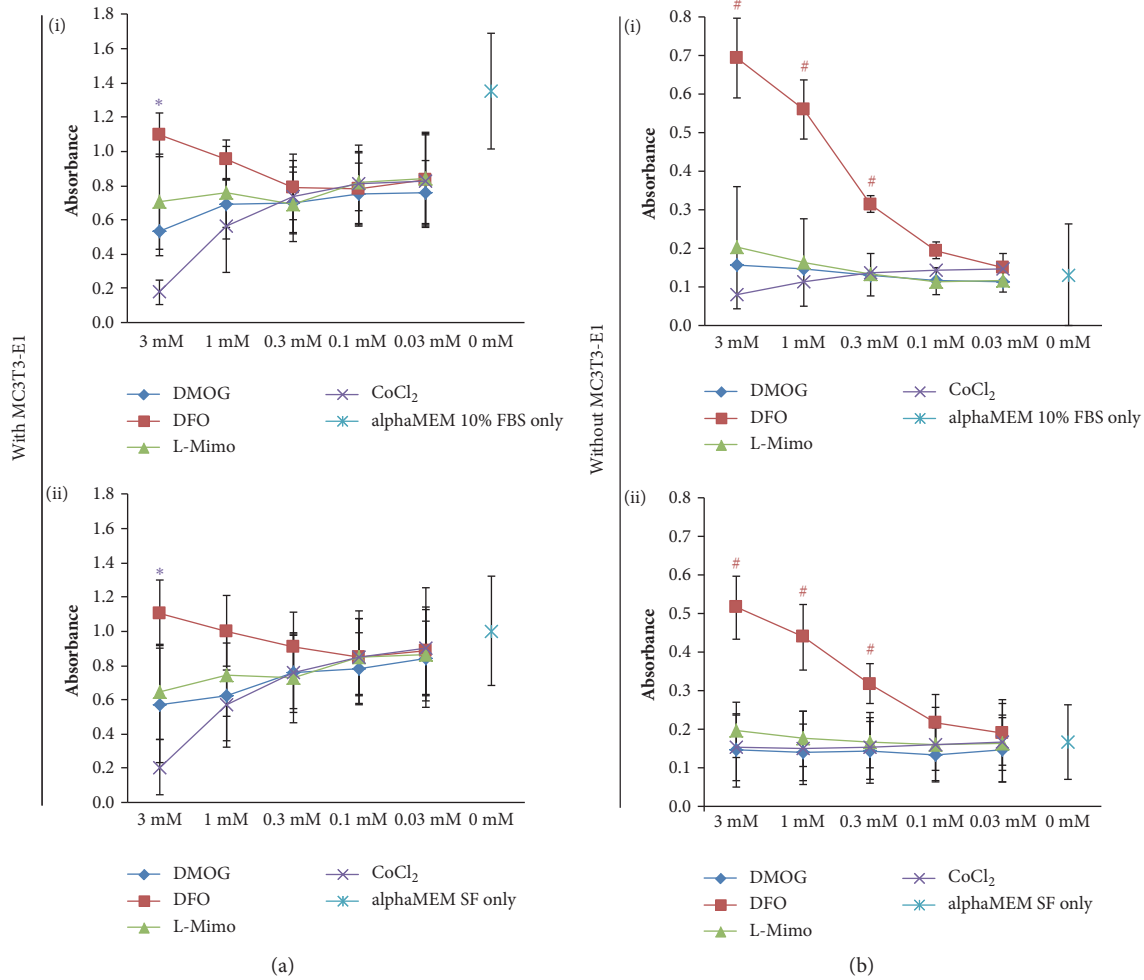 With MC3T3-E1
(i)
Absorbance
1.8
1.6
1.4
1.2
1.0
0.8
0.6
0.4
0.2
0.0
*
3 mM 1 mM 0.3 mM 0.1 mM 0.03 mM 0 mM
DMOG
DFO
L-Mimo
CoCl₂
alphaMEM 10% FBS only
(ii)
Absorbance
1.8
1.6
1.4
1.2
1.0
0.8
0.6
0.4
0.2
0.0
*
3 mM 1 mM 0.3 mM 0.1 mM 0.03 mM 0 mM
DMOG
DFO
L-Mimo
CoCl₂
alphaMEM SF only
(a)
Without MC3T3-E1
(i)
Absorbance
0.8
0.7
0.6
0.5
0.4
0.3
0.2
0.1
0.0
#
#
#
3 mM 1 mM 0.3 mM 0.1 mM 0.03 mM 0 mM
DMOG
DFO
L-Mimo
CoCl₂
alphaMEM 10% FBS only
(ii)
Absorbance
0.8
0.7
0.6
0.5
0.4
0.3
0.2
0.1
0.0
#
#
#
3 mM 1 mM 0.3 mM 0.1 mM 0.03 mM 0 mM
DMOG
DFO
L-Mimo
CoCl₂
alphaMEM SF only
(b)